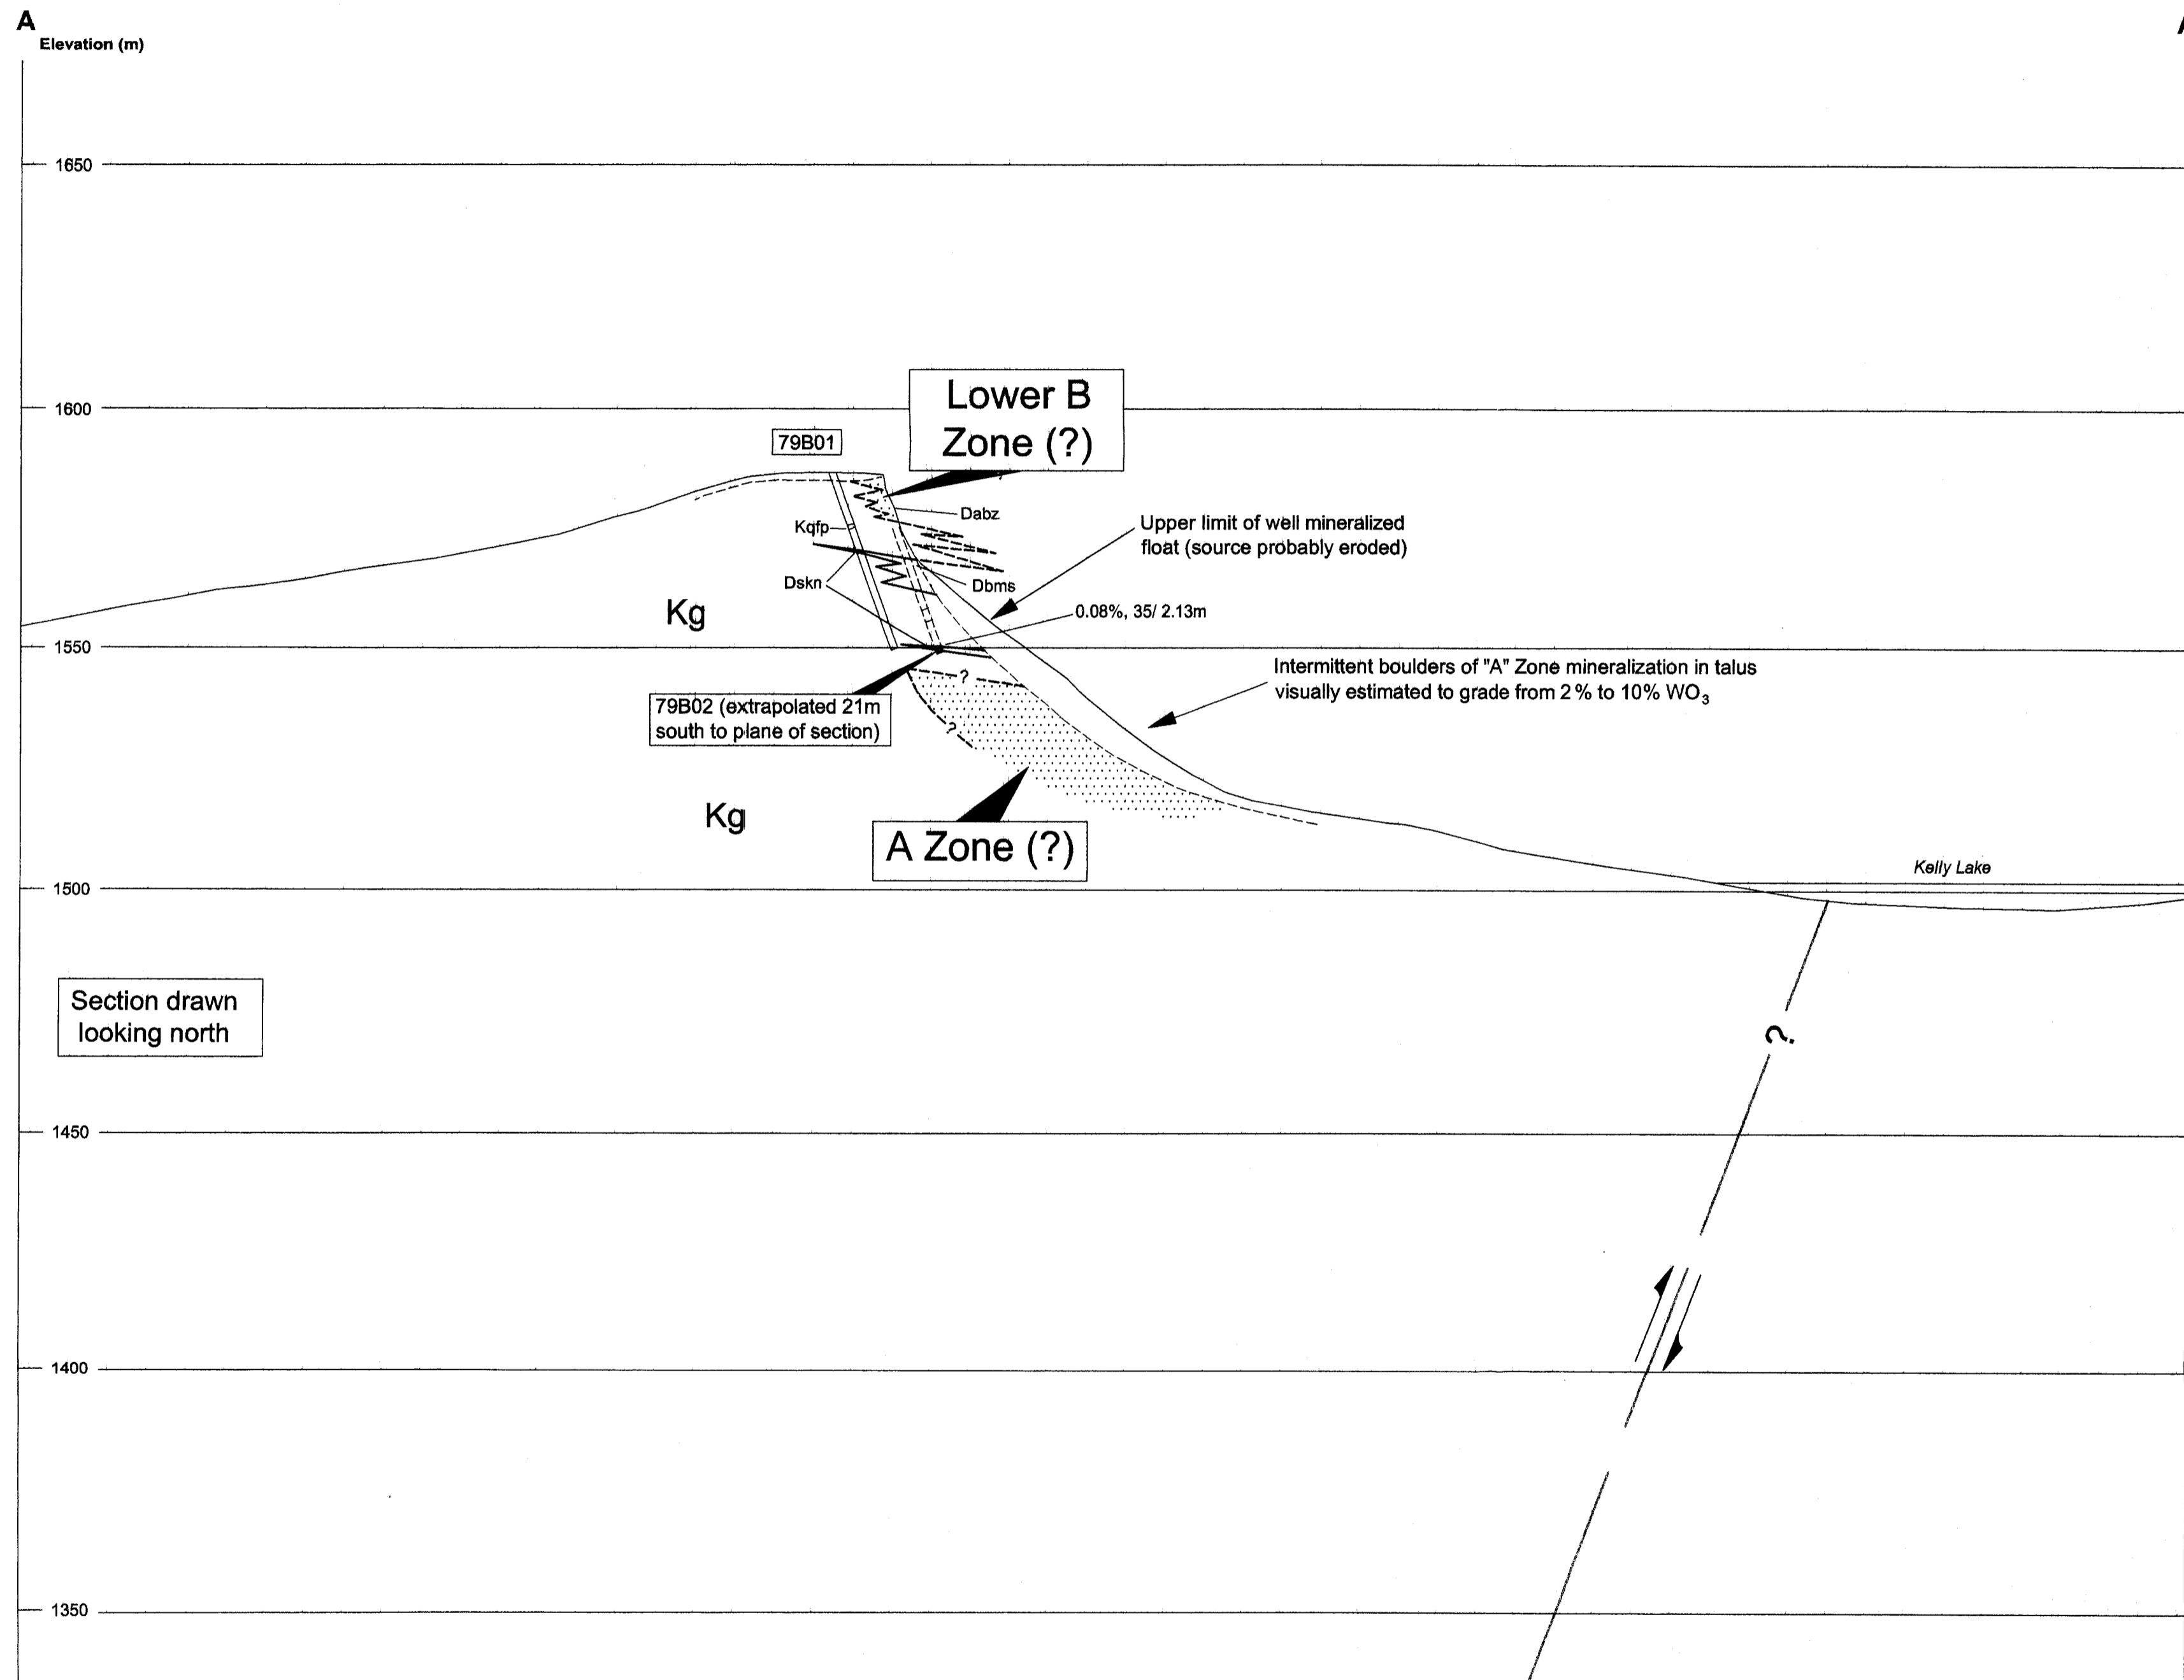 A
Elevation (m)
1650
1600
Lower B
Zone (?)
79B01
Dabz
Kqfp
Upper limit of well mineralized
float (source probably eroded)
Dskn
Dbms
Kg
0.08%, 35/ 2.13m
1550
Intermittent boulders of "A" Zone mineralization in talus
visually estimated to grade from 2 % to 10% WO3
?
79B02 (extrapolated 21m
south to plane of section)
?
Kg
A Zone (?)
Kelly Lake
1500
Section drawn
looking north
?
1450
1400
1350